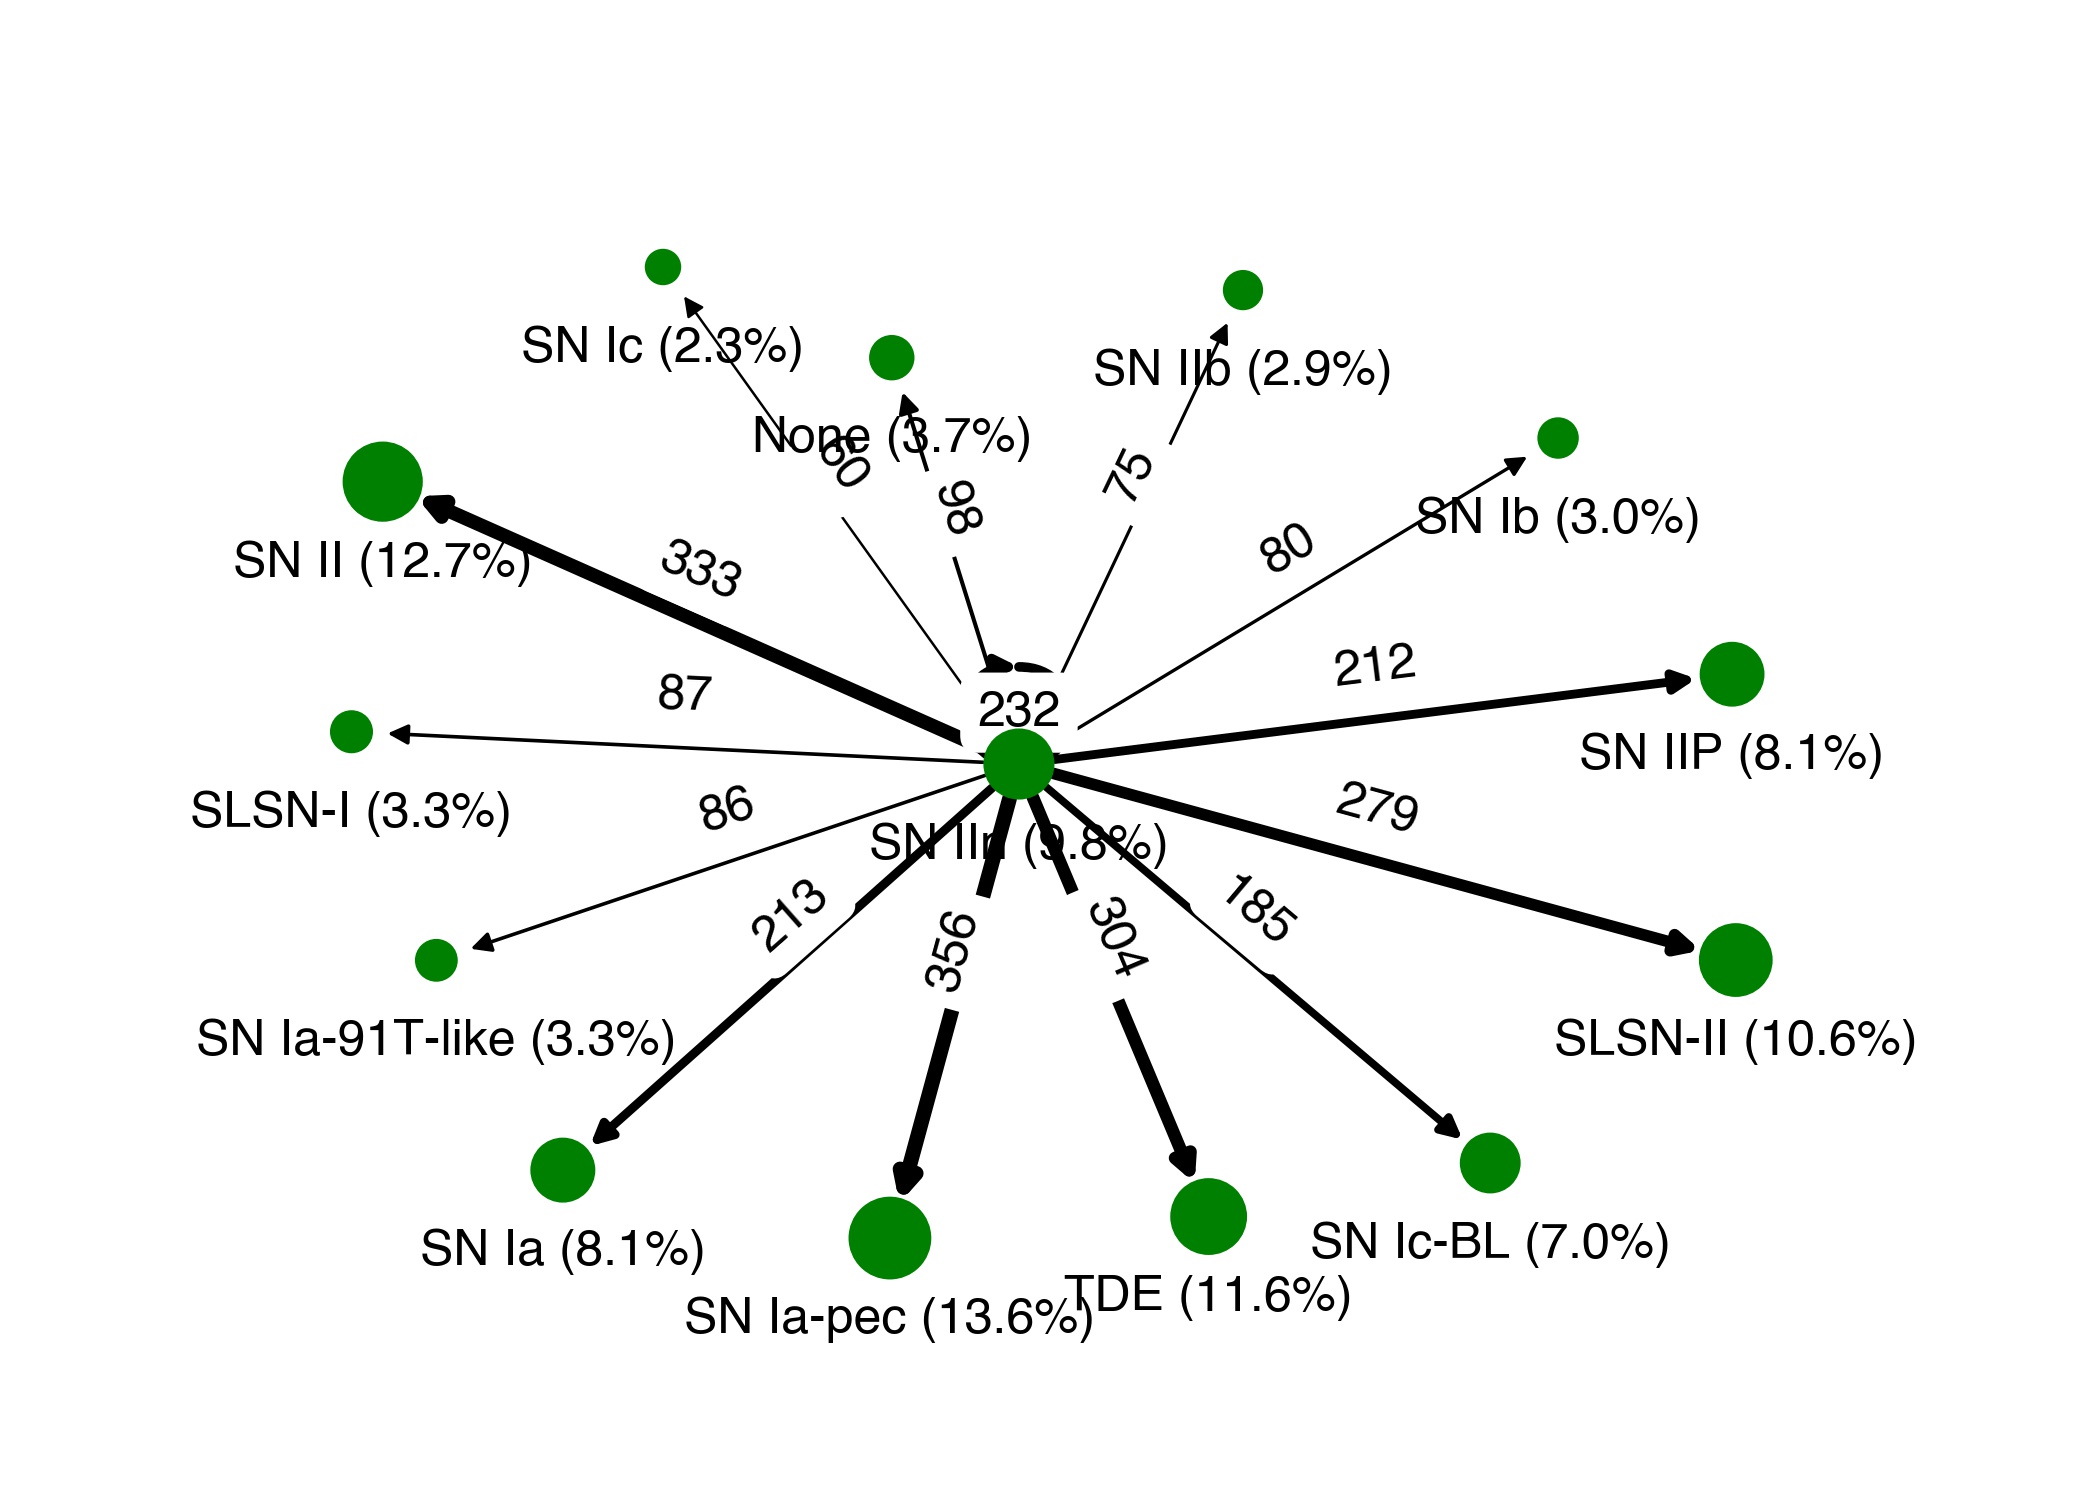 SN Ic (2.3%)
SN IIb (2.9%)
None (3.7%)
60
75
98
SN Ib (3.0%)
80
SN II (12.7%)
333
212
87
232
SN IIP (8.1%)
SLSN-I (3.3%)
86
279
SN IIn (9.8%)
213
356
304
185
SN Ia-91T-like (3.3%)
SLSN-II (10.6%)
SN Ia (8.1%)
SN Ic-BL (7.0%)
TDE (11.6%)
SN Ia-pec (13.6%)